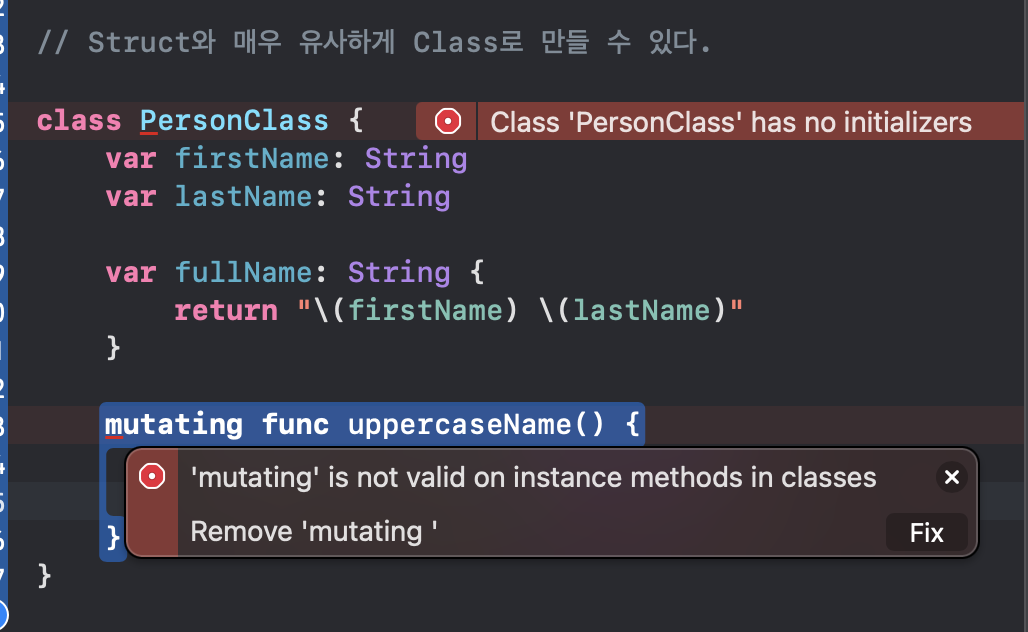 // Struct와 매우 유사하게 Class로 만들 수 있다.
class PersonClass {
Class 'PersonClass' has no initializers
var firstName: String
var lastName: String
var fullName: String {
return "\(firstName) \(lastName)"
}
mutating func uppercaseName() {
'mutating' is not valid on instance methods in classes
Remove 'mutating '
Fix
}
}